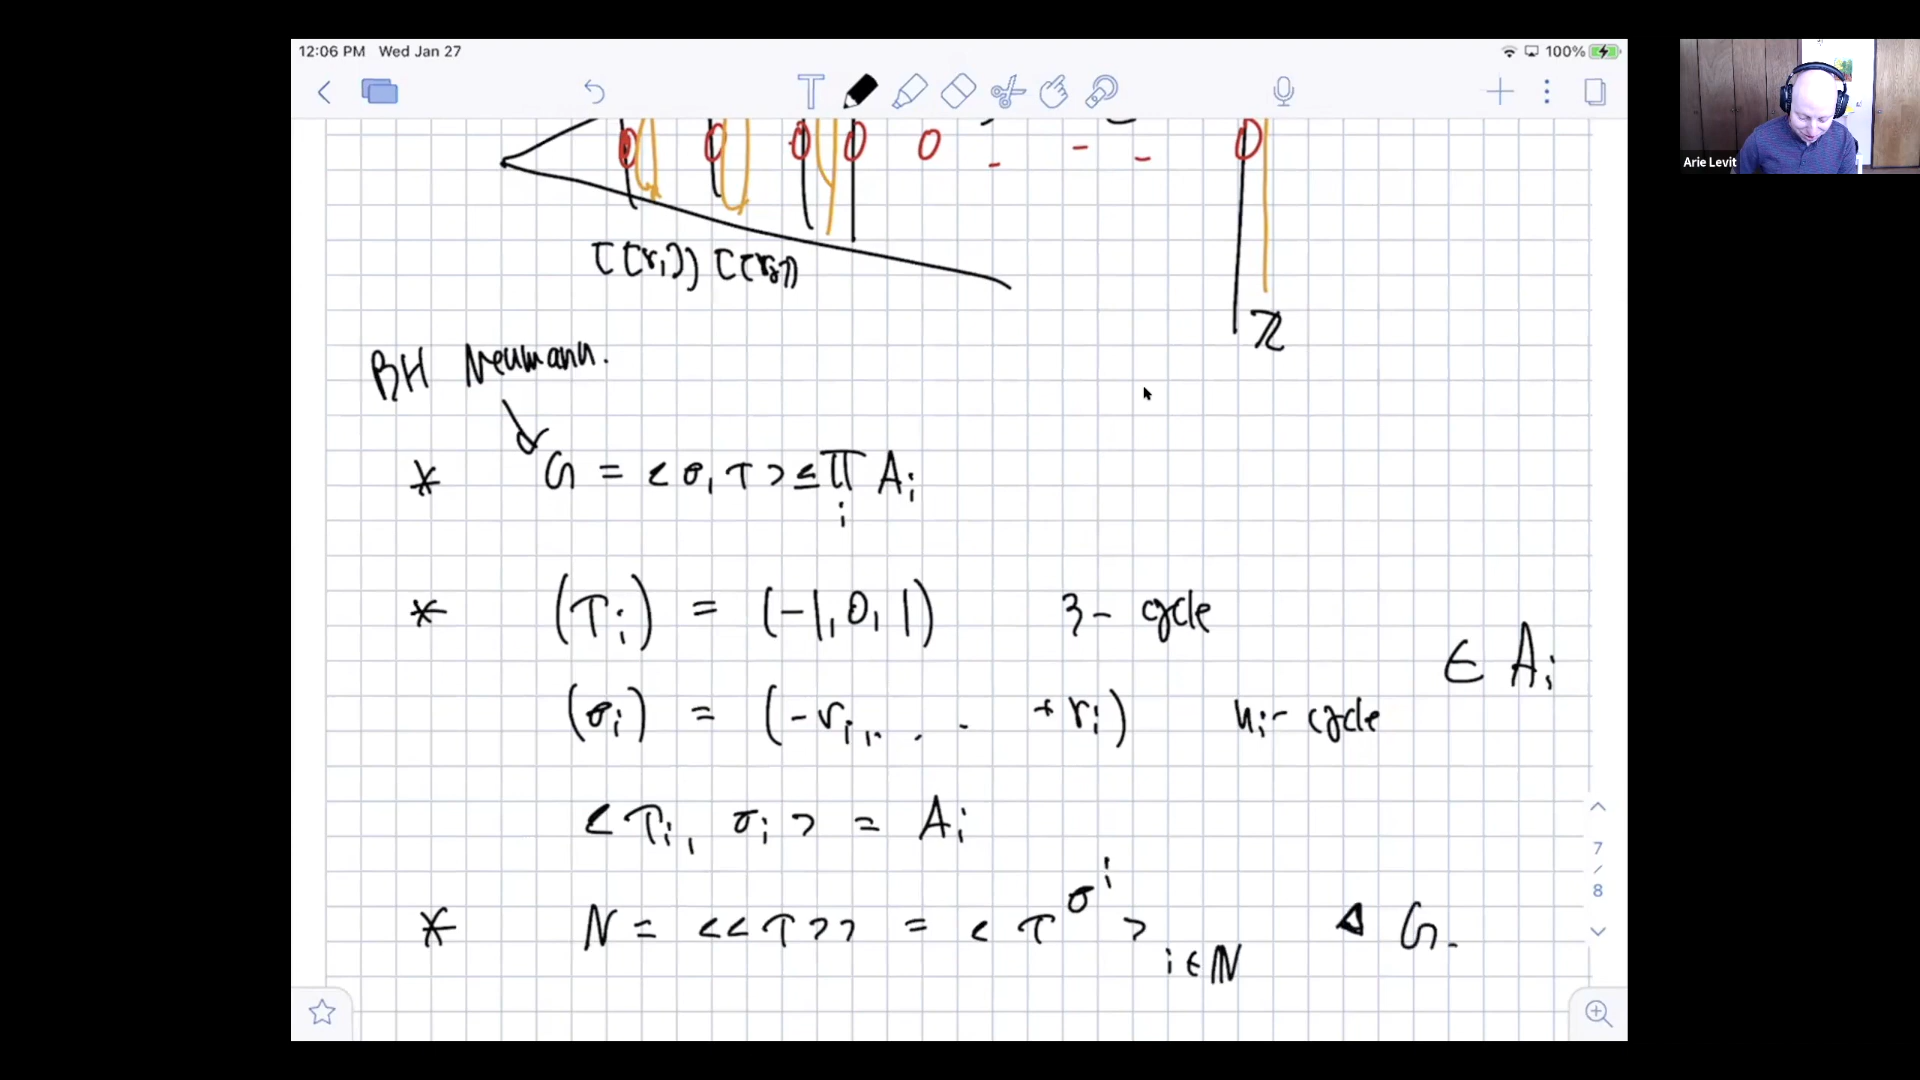 12:06 PM Wed Jan 27
100%
Arie Levit
T
0 0 0 0 0 - - - 0
[[r₁]] [[r₂]]
ℤ
BH Neumann.
* G = < σ, τ > ≤ ∏ᵢ Aᵢ
* (τᵢ) = (-1, 0, 1) 3- cycle
∈ Aᵢ
(σᵢ) = (-rᵢ, . . . +rᵢ) nᵢ- cycle
< τᵢ, σᵢ > = Aᵢ
* N = << τ >> = < τ^σ^i >_{i ∈ ℕ} ◁ G.
7
/
8